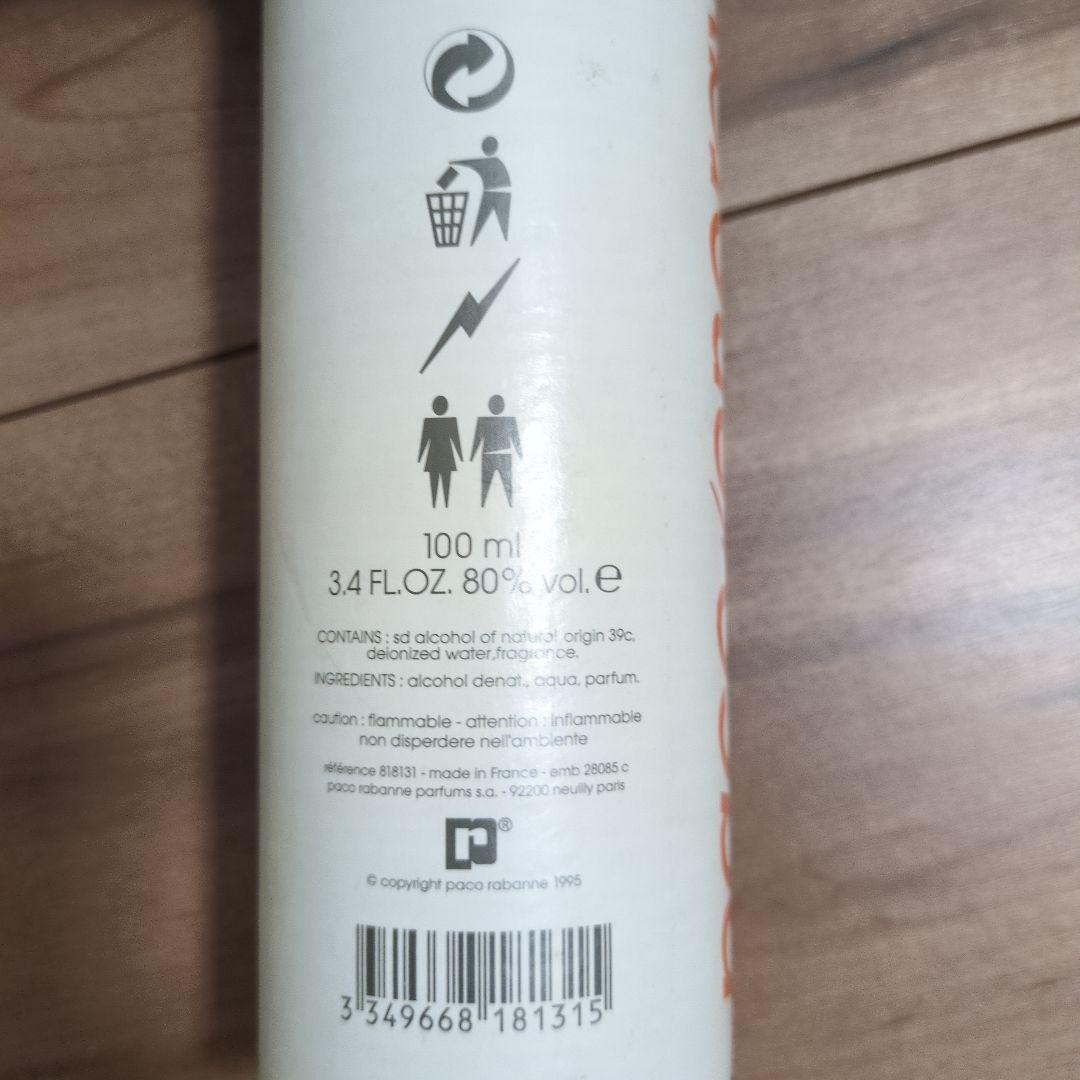 100 ml
3.4 FL.OZ. 80% vol. e
CONTAINS : sd alcohol of natural origin 39c,
deionized water,fragrance.
INGREDIENTS : alcohol denat., aqua, parfum.
caution : flammable - attention : inflammable
non disperdere nell'ambiente
référence 818131 - made in France - emb 28085 c
paco rabanne parfums s.a. - 92200 neuilly paris
®
© copyright paco rabanne 1995
3 349668 181315